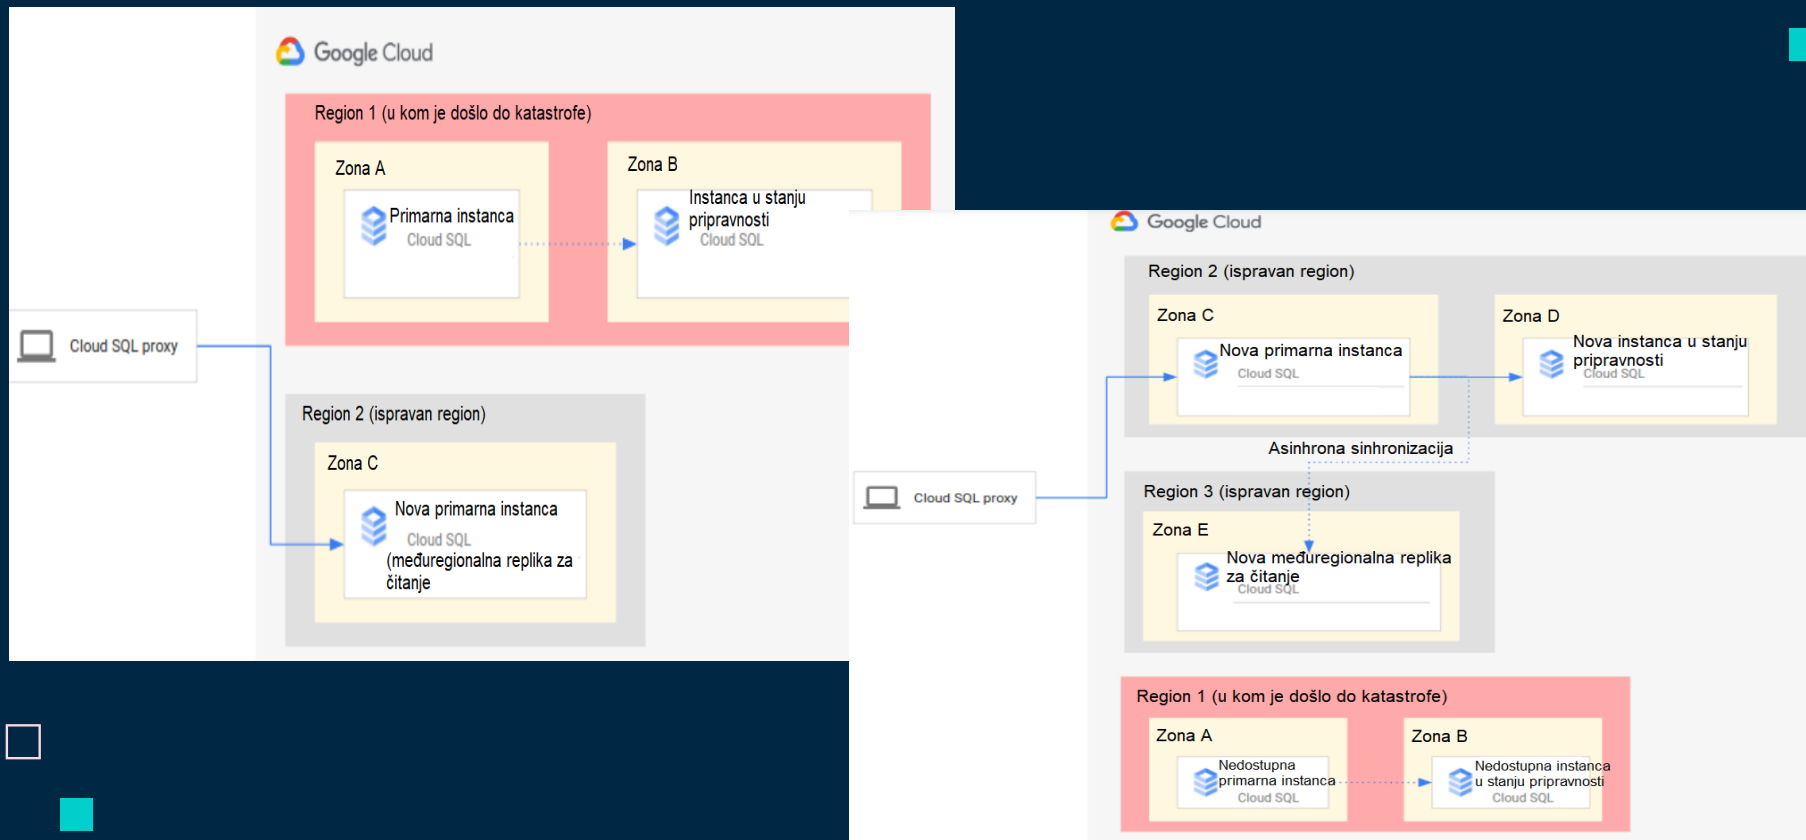 Google Cloud
Region 1 (u kom je došlo do katastrofe)
Zona A
Primarna instanca
Cloud SQL
Zona B
Instanca u stanju
pripravnosti
Cloud SQL
Cloud SQL proxy
Region 2 (ispravan region)
Zona C
Nova primarna instanca
Cloud SQL
(međuregionalna replika za
čitanje
Google Cloud
Region 2 (ispravan region)
Zona C
Nova primarna instanca
Cloud SQL
Zona D
Nova instanca u stanju
pripravnosti
Cloud SQL
Asinhrona sinhronizacija
Cloud SQL proxy
Region 3 (ispravan region)
Zona E
Nova međuregionalna replika
za čitanje
Cloud SQL
Region 1 (u kom je došlo do katastrofe)
Zona A
Nedostupna
primarna instanca
Cloud SQL
Zona B
Nedostupna instanca
u stanju pripravnosti
Cloud SQL